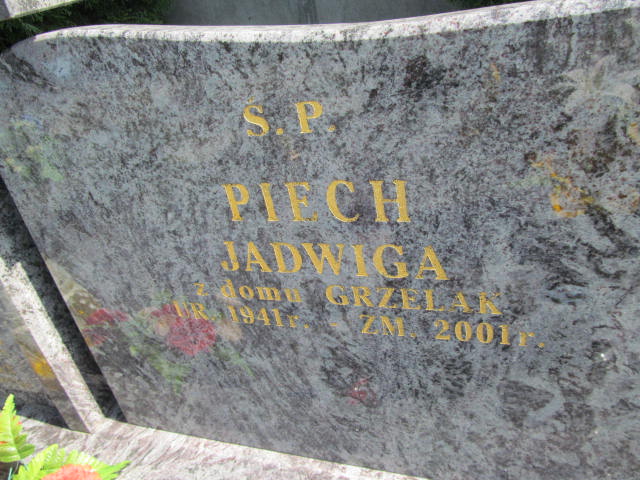 Ś. P.
PIECH
JADWIGA
z domu GRZELAK
UR. 1941r. - ZM. 2001r.